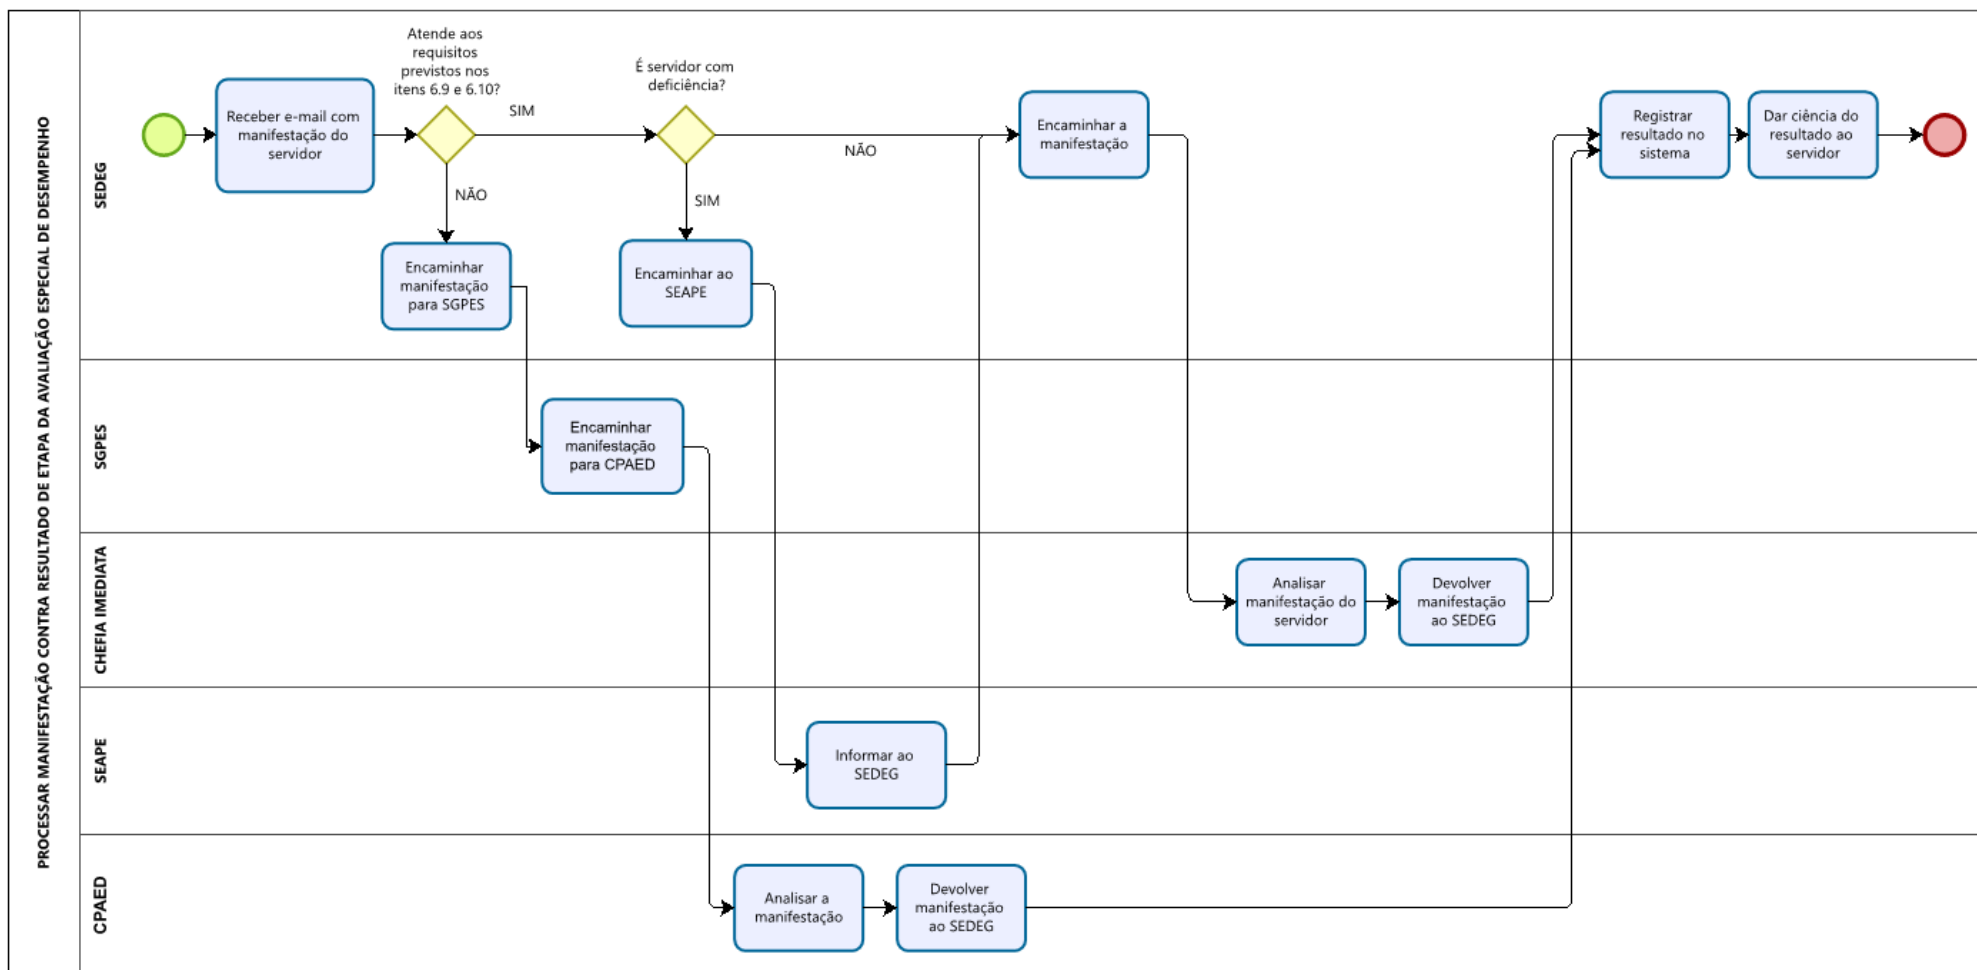 PROCESSAR MANIFESTAÇÃO CONTRA RESULTADO DE ETAPA DA AVALIAÇÃO ESPECIAL DE DESEMPENHO
SEDEG
Receber e-mail com
manifestação do
servidor
Atende aos
requisitos
previstos nos
itens 6.9 e 6.10?
SIM
NÃO
Encaminhar
manifestação
para SGPES
É servidor com
deficiência?
NÃO
SIM
Encaminhar ao
SEAPE
Encaminhar a
manifestação
Registrar
resultado no
sistema
Dar ciência do
resultado ao
servidor
SGPES
Encaminhar
manifestação
para CPAED
CHEFIA IMEDIATA
Analisar
manifestação do
servidor
Devolver
manifestação
ao SEDEG
SEAPE
Informar ao
SEDEG
CPAED
Analisar a
manifestação
Devolver
manifestação
ao SEDEG